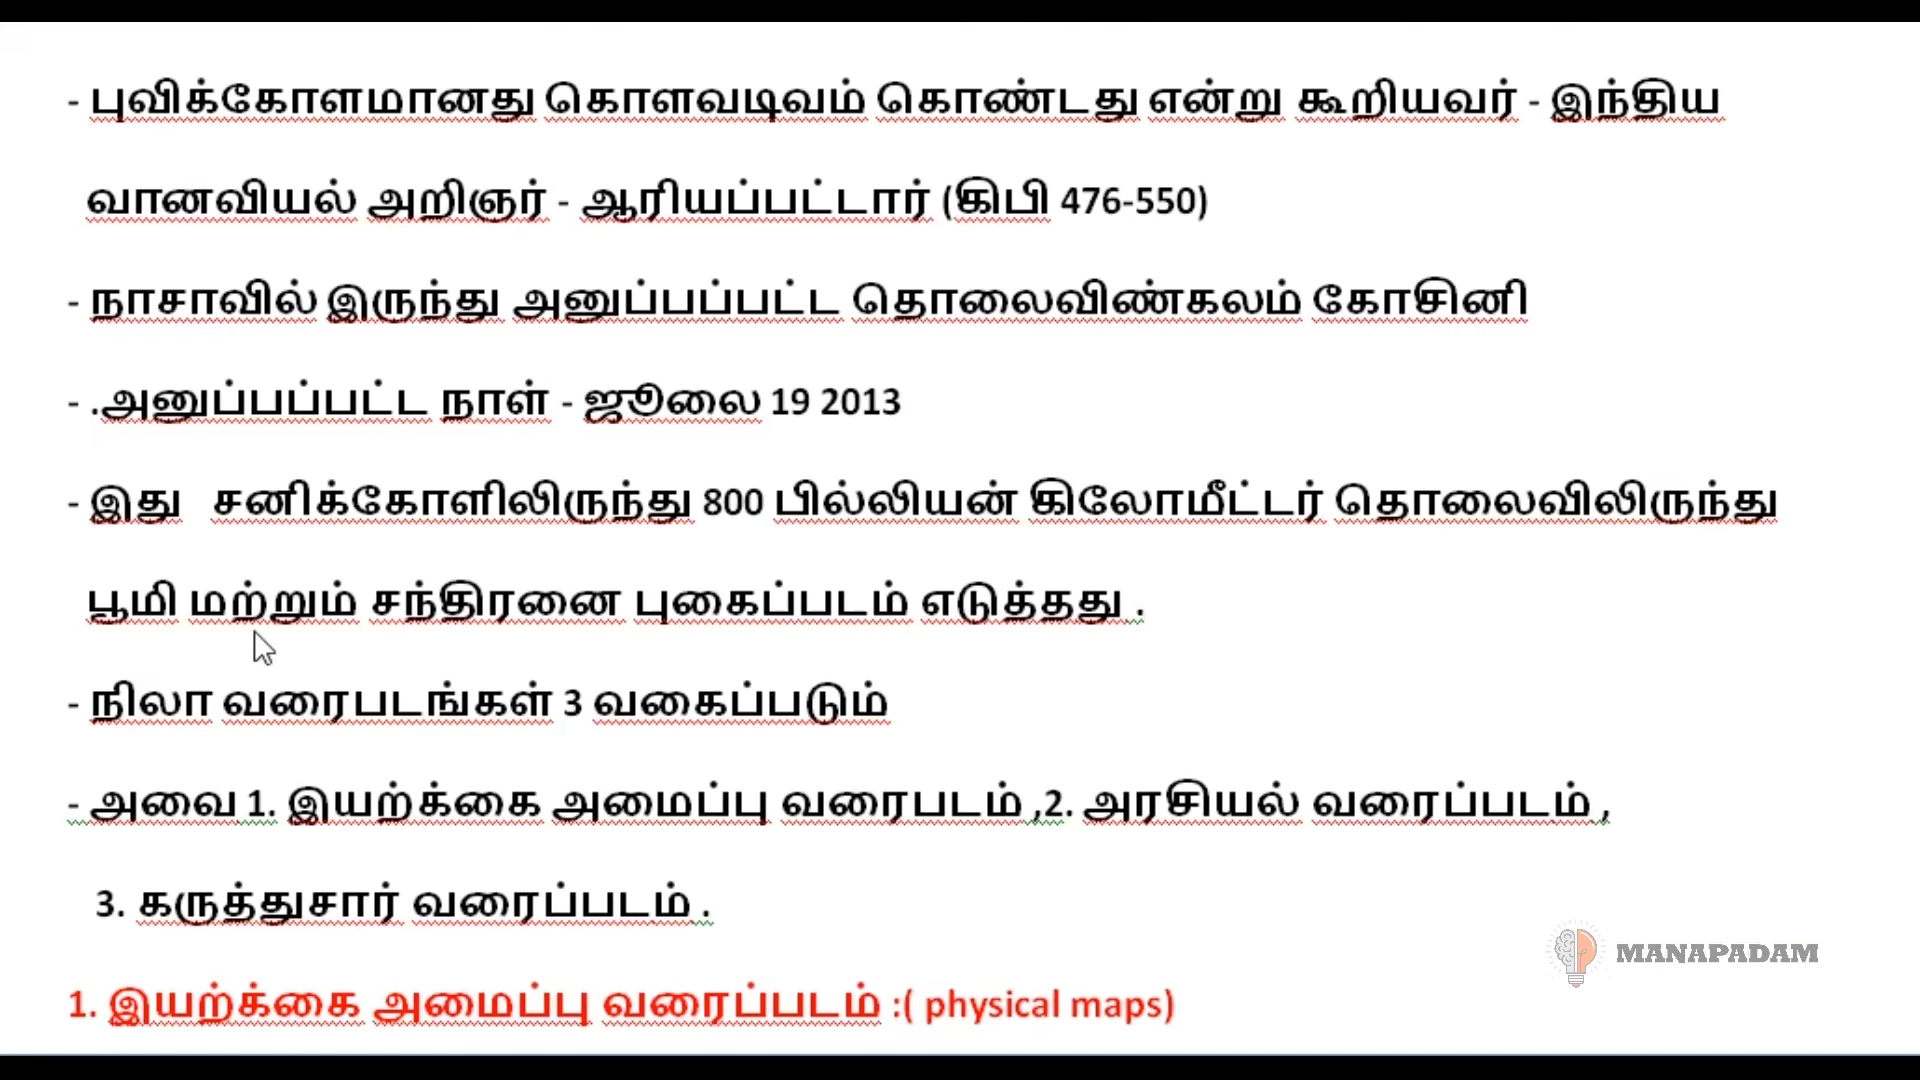 - புவிக்கோளமானது கொளவடிவம் கொண்டது என்று கூறியவர் - இந்திய
வானவியல் அறிஞர் - ஆரியப்பட்டார் (கிபி 476-550)
- நாசாவில் இருந்து அனுப்பப்பட்ட தொலைவிண்கலம் கோசினி
- .அனுப்பப்பட்ட நாள் - ஜூலை 19 2013
- இது சனிக்கோளிலிருந்து 800 பில்லியன் கிலோமீட்டர் தொலைவிலிருந்து
பூமி மற்றும் சந்திரனை புகைப்படம் எடுத்தது .
- நிலா வரைபடங்கள் 3 வகைப்படும்
- அவை 1. இயற்க்கை அமைப்பு வரைபடம் ,2. அரசியல் வரைப்படம் ,
3. கருத்துசார் வரைப்படம் .
MANAPADAM
1. இயற்க்கை அமைப்பு வரைப்படம் :( physical maps)